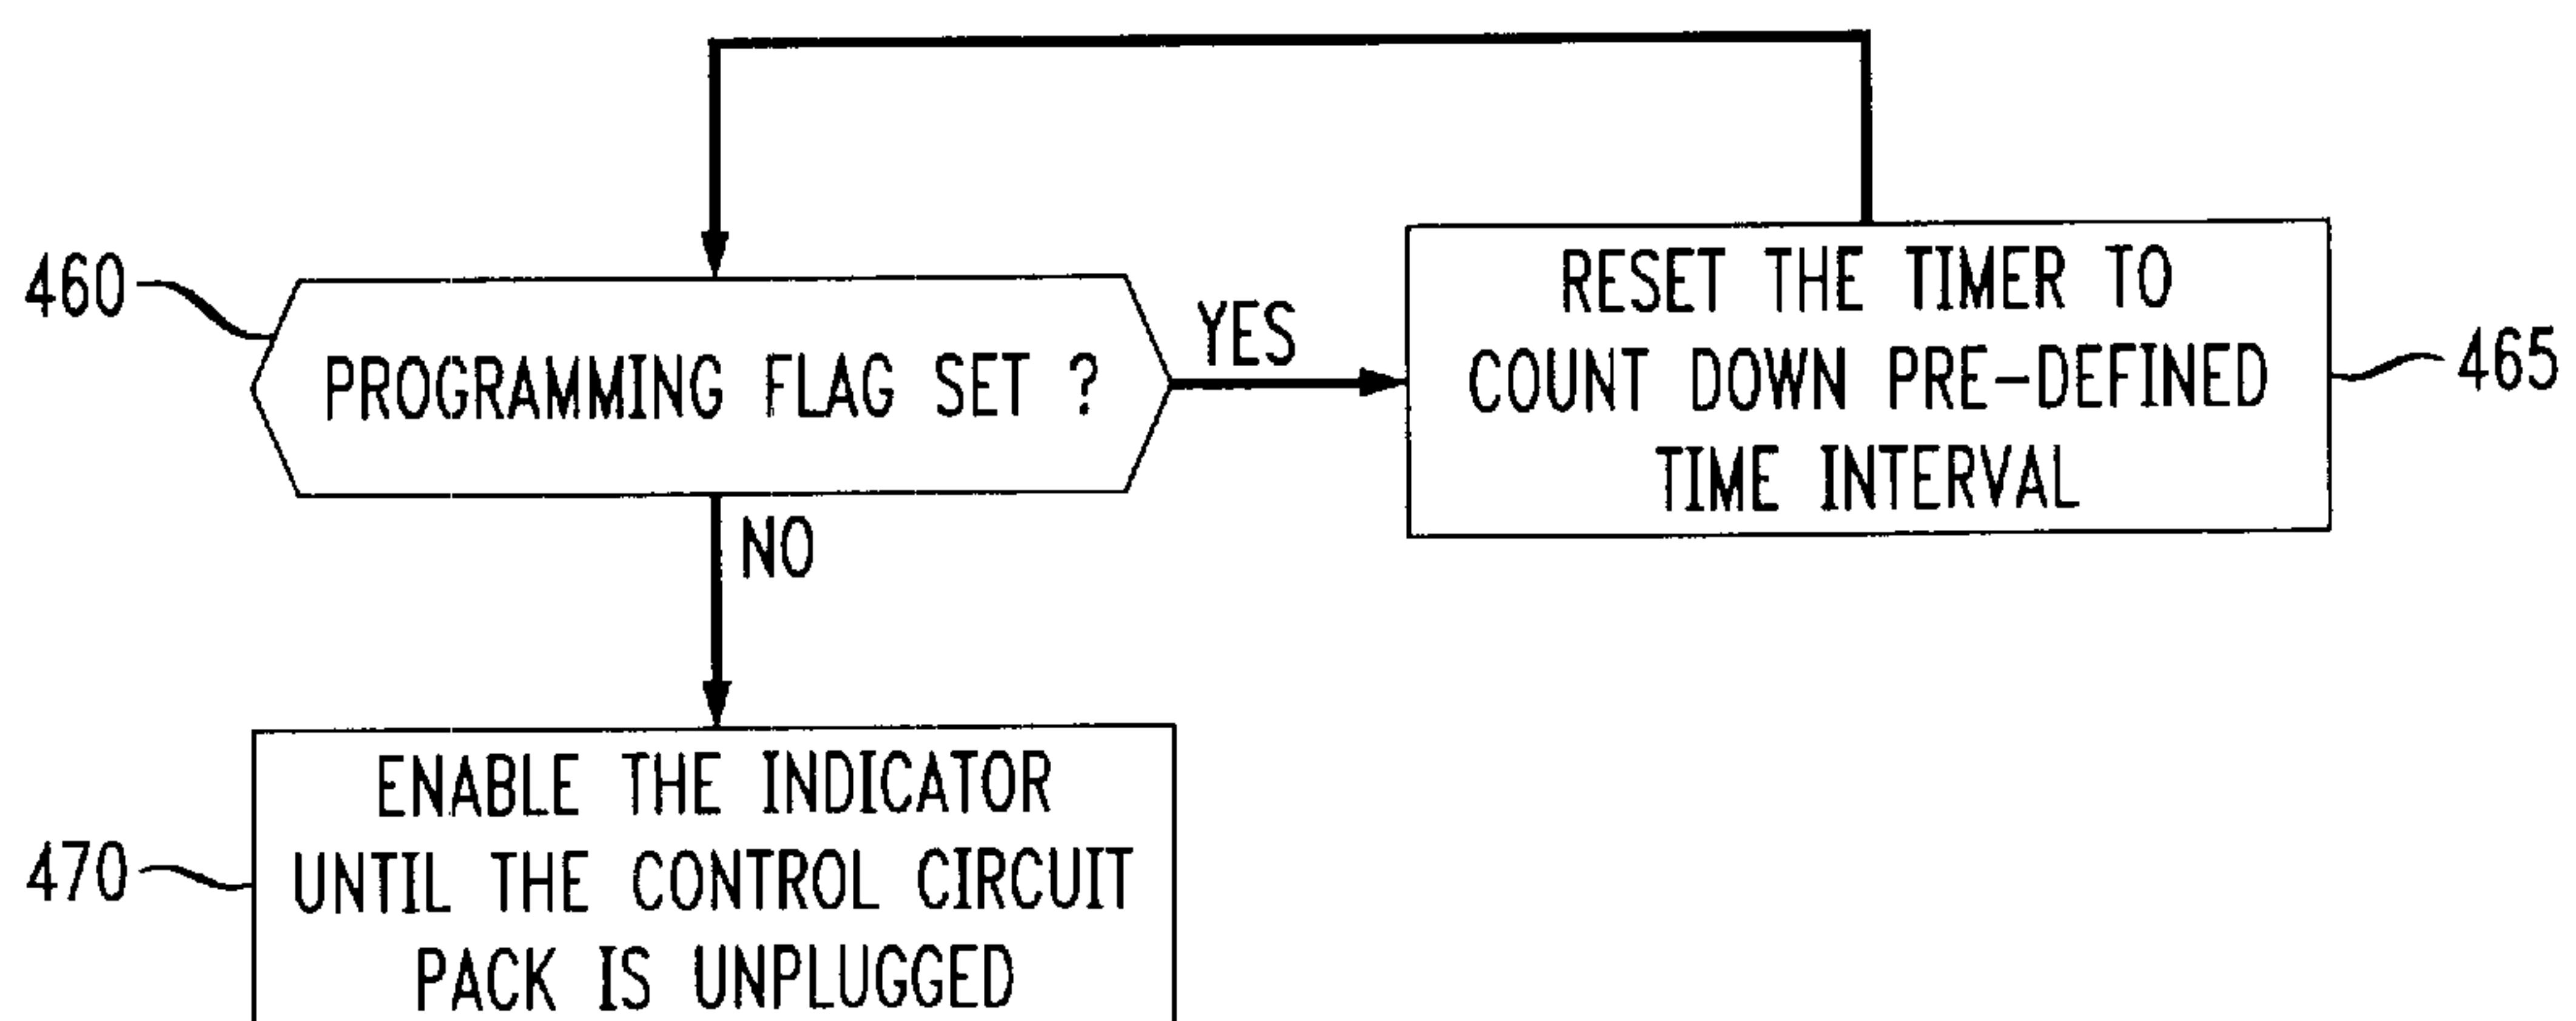 460
PROGRAMMING FLAG SET ?
YES
RESET THE TIMER TO
COUNT DOWN PRE-DEFINED
TIME INTERVAL
465
NO
470
ENABLE THE INDICATOR
UNTIL THE CONTROL CIRCUIT
PACK IS UNPLUGGED